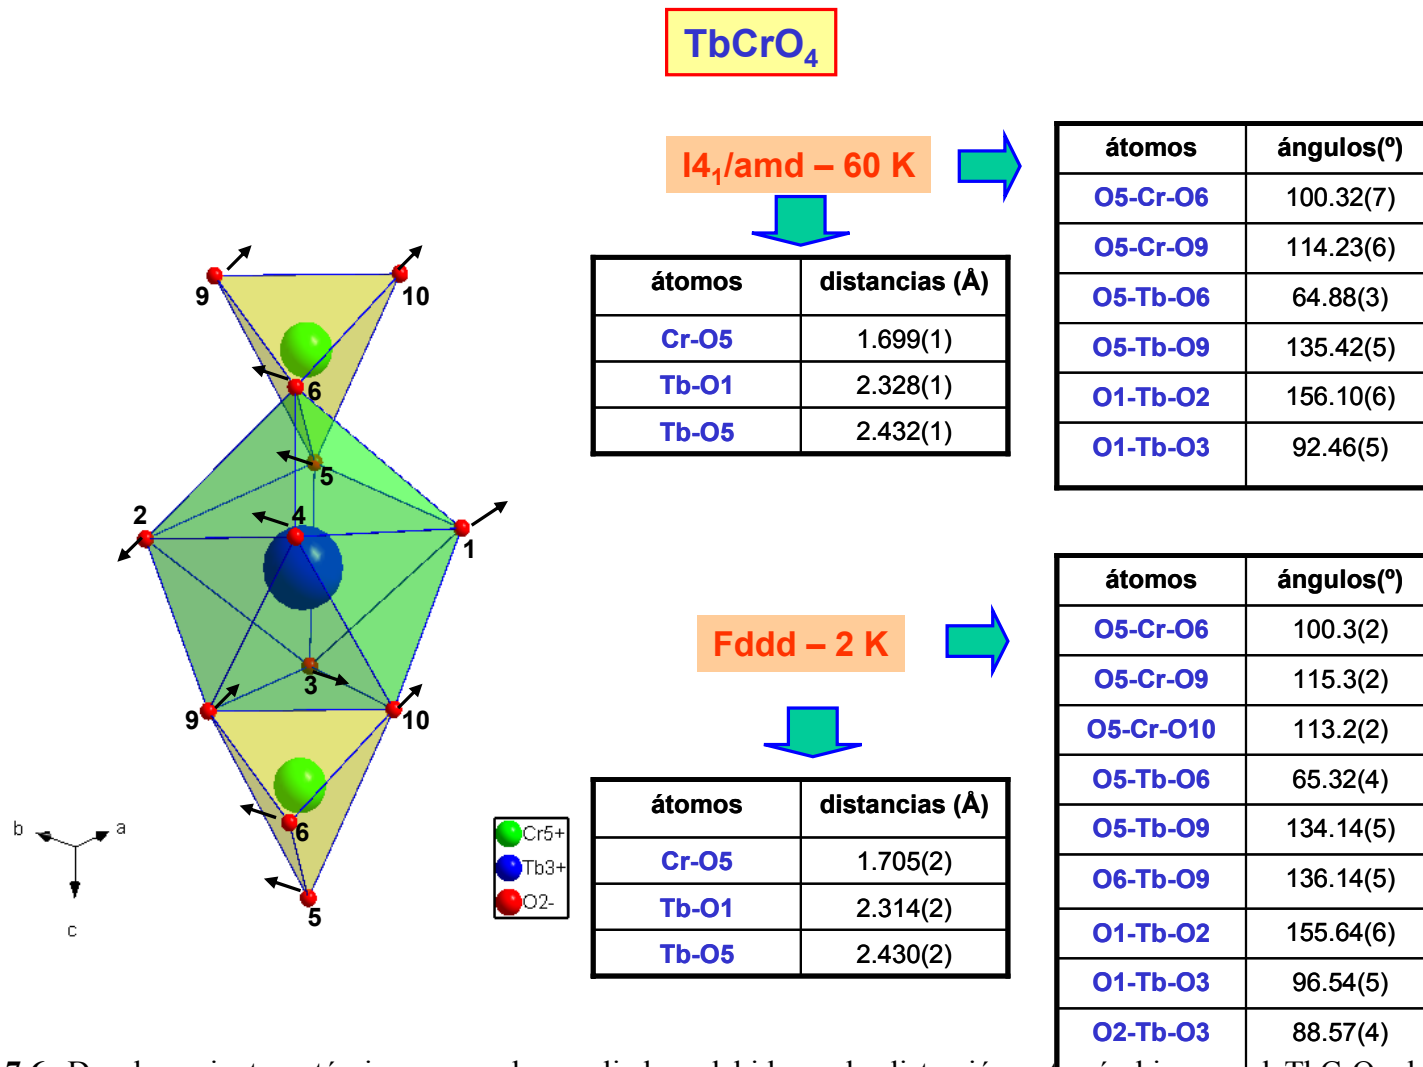 TbCrO4
I41/amd – 60 K
átomos distancias (Å)
Cr-O5 1.699(1)
Tb-O1 2.328(1)
Tb-O5 2.432(1)
átomos ángulos(º)
O5-Cr-O6 100.32(7)
O5-Cr-O9 114.23(6)
O5-Tb-O6 64.88(3)
O5-Tb-O9 135.42(5)
O1-Tb-O2 156.10(6)
O1-Tb-O3 92.46(5)
9
10
6
5
2
4
1
3
9
10
6
5
b
a
c
Cr5+
Tb3+
O2-
Fddd – 2 K
átomos distancias (Å)
Cr-O5 1.705(2)
Tb-O1 2.314(2)
Tb-O5 2.430(2)
átomos ángulos(º)
O5-Cr-O6 100.3(2)
O5-Cr-O9 115.3(2)
O5-Cr-O10 113.2(2)
O5-Tb-O6 65.32(4)
O5-Tb-O9 134.14(5)
O6-Tb-O9 136.14(5)
O1-Tb-O2 155.64(6)
O1-Tb-O3 96.54(5)
O2-Tb-O3 88.57(4)
7.6